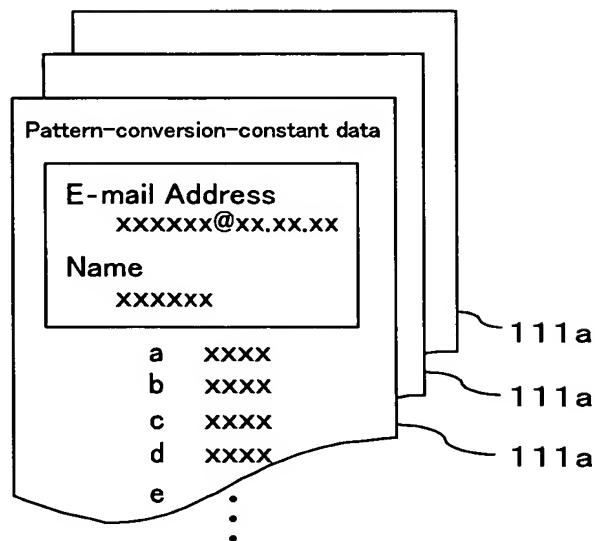 Pattern-conversion-constant data
E-mail Address
xxxxxx@xx.xx.xx
Name
xxxxxx
a xxxx
b xxxx
c xxxx
d xxxx
e
111a
111a
111a